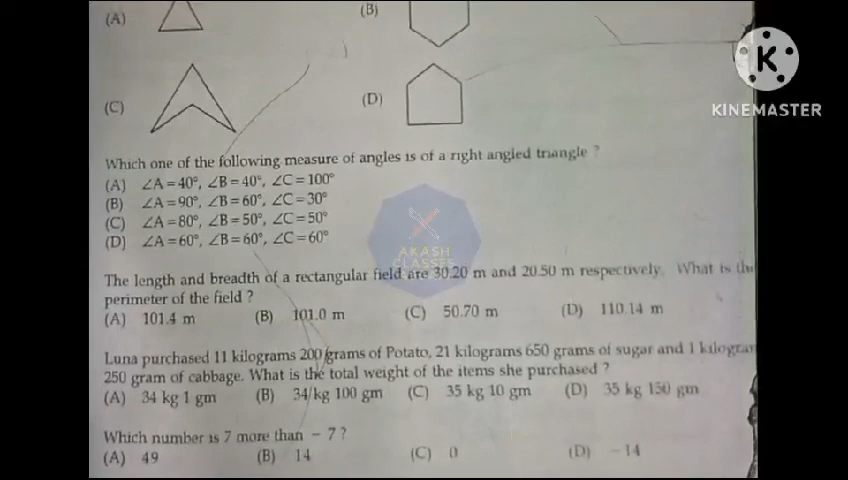 (A)
(B)
(C)
(D)
KINEMASTER
Which one of the following measure of angles is of a right angled triangle ?
(A) ∠A = 40°, ∠B = 40°, ∠C = 100°
(B) ∠A = 90°, ∠B = 60°, ∠C = 30°
(C) ∠A = 80°, ∠B = 50°, ∠C = 50°
(D) ∠A = 60°, ∠B = 60°, ∠C = 60°
AKASH
CLASSES
The length and breadth of a rectangular field are 30.20 m and 20.50 m respectively. What is the
perimeter of the field ?
(A) 101.4 m (B) 101.0 m (C) 50.70 m (D) 110.14 m
Luna purchased 11 kilograms 200 grams of Potato, 21 kilograms 650 grams of sugar and 1 kilogram
250 gram of cabbage. What is the total weight of the items she purchased ?
(A) 34 kg 1 gm (B) 34 kg 100 gm (C) 35 kg 10 gm (D) 35 kg 150 gm
Which number is 7 more than - 7 ?
(A) 49 (B) 14 (C) 0 (D) - 14